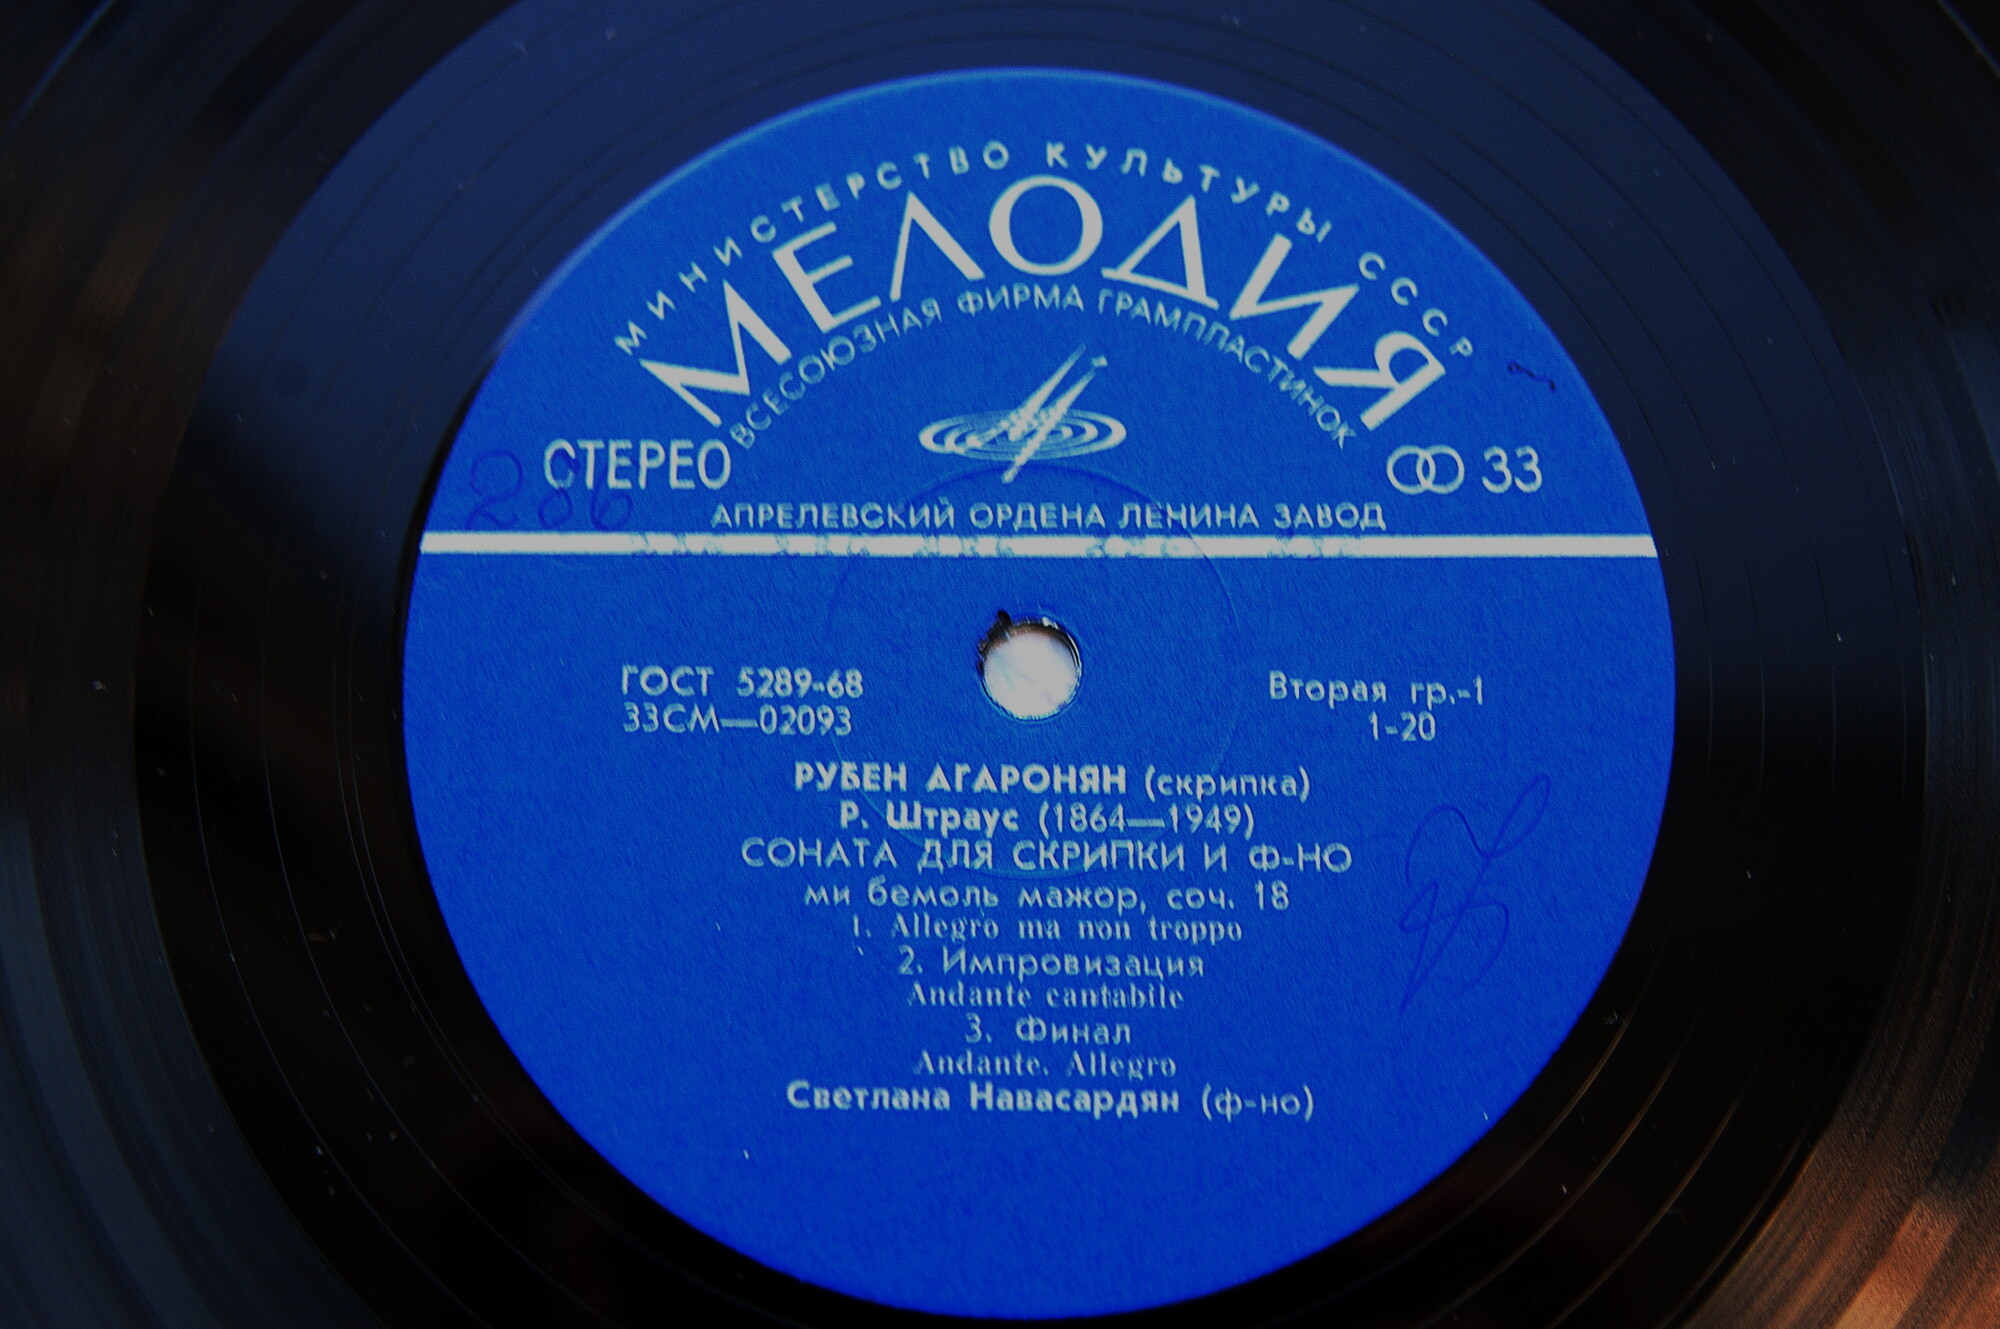 МИНИСТЕРСТВО КУЛЬТУРЫ СССР
МЕЛОДИЯ
ВСЕСОЮЗНАЯ ФИРМА ГРАМПЛАСТИНОК
СТЕРЕО
33
286
АПРЕЛЕВСКИЙ ОРДЕНА ЛЕНИНА ЗАВОД
ГОСТ 5289-68
33СМ—02093
Вторая гр.-1
1-20
РУБЕН АГАРОНЯН (скрипка)
Р. Штраус (1864—1949)
СОНАТА ДЛЯ СКРИПКИ И Ф-НО
ми бемоль мажор, соч. 18
1. Allegro ma non troppo
2. Импровизация
Andante cantabile
3. Финал
Andante. Allegro
Светлана Навасардян (ф-но)